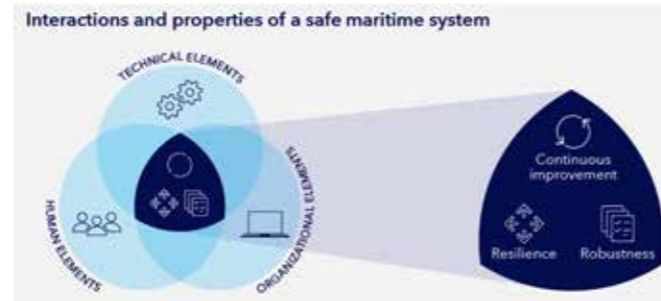 Interactions and properties of a safe maritime system
TECHNICAL ELEMENTS
HUMAN ELEMENTS
ORGANIZATIONAL ELEMENTS
Continuous
improvement
Resilience
Robustness